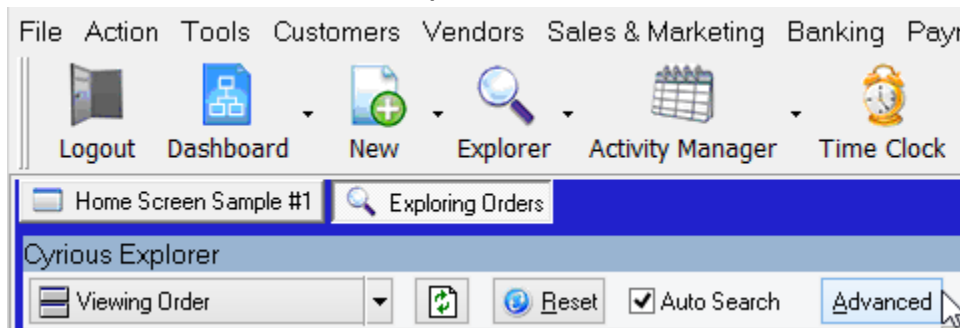 File Action Tools Customers Vendors Sales & Marketing Banking
Logout Dashboard New Explorer Activity Manager Time Clock
Home Screen Sample #1 Exploring Orders
Cyrious Explorer
Viewing Order Reset Auto Search Advanced